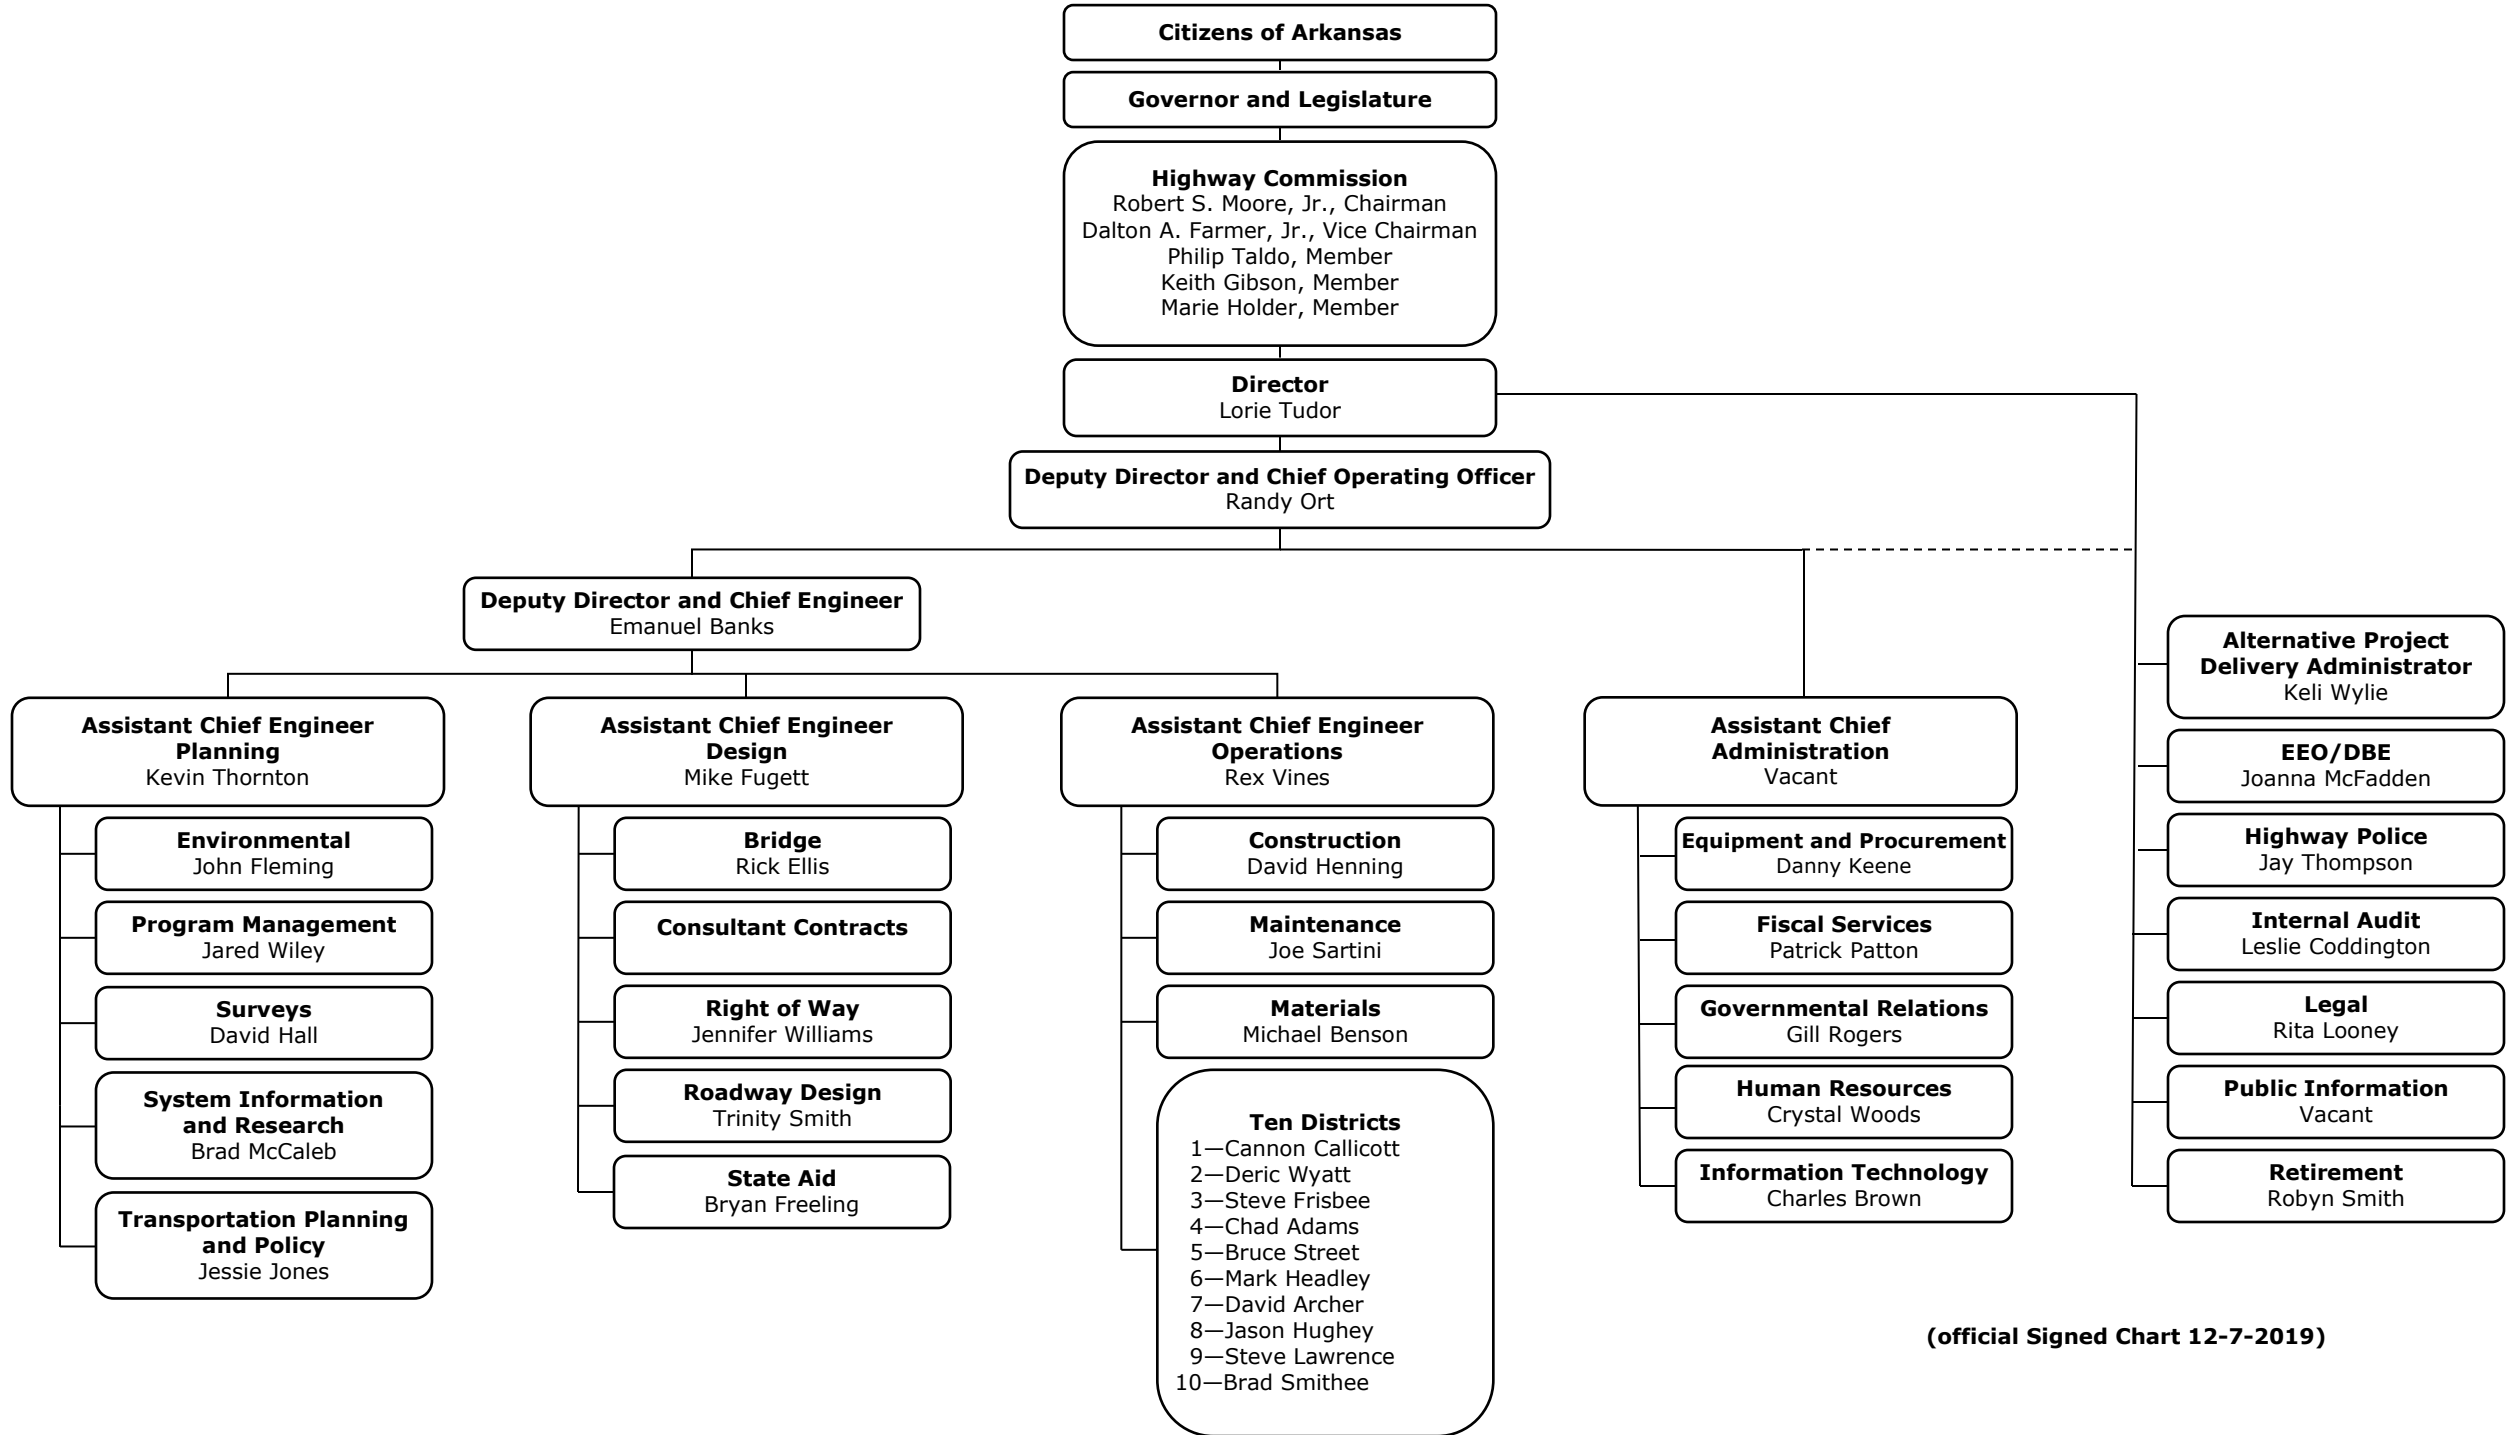 Citizens of Arkansas
Governor and Legislature
Highway Commission
Robert S. Moore, Jr., Chairman
Dalton A. Farmer, Jr., Vice Chairman
Philip Taldo, Member
Keith Gibson, Member
Marie Holder, Member
Director
Lorie Tudor
Deputy Director and Chief Operating Officer
Randy Ort
Deputy Director and Chief Engineer
Emanuel Banks
Assistant Chief Engineer
Planning
Kevin Thornton
Environmental
John Fleming
Program Management
Jared Wiley
Surveys
David Hall
System Information
and Research
Brad McCaleb
Transportation Planning
and Policy
Jessie Jones
Assistant Chief Engineer
Design
Mike Fugett
Bridge
Rick Ellis
Consultant Contracts
Right of Way
Jennifer Williams
Roadway Design
Trinity Smith
State Aid
Bryan Freeling
Assistant Chief Engineer
Operations
Rex Vines
Construction
David Henning
Maintenance
Joe Sartini
Materials
Michael Benson
Ten Districts
1—Cannon Callicott
2—Deric Wyatt
3—Steve Frisbee
4—Chad Adams
5—Bruce Street
6—Mark Headley
7—David Archer
8—Jason Hughey
9—Steve Lawrence
10—Brad Smithee
Assistant Chief
Administration
Vacant
Equipment and Procurement
Danny Keene
Fiscal Services
Patrick Patton
Governmental Relations
Gill Rogers
Human Resources
Crystal Woods
Information Technology
Charles Brown
Alternative Project
Delivery Administrator
Keli Wylie
EEO/DBE
Joanna McFadden
Highway Police
Jay Thompson
Internal Audit
Leslie Coddington
Legal
Rita Looney
Public Information
Vacant
Retirement
Robyn Smith
(official Signed Chart 12-7-2019)